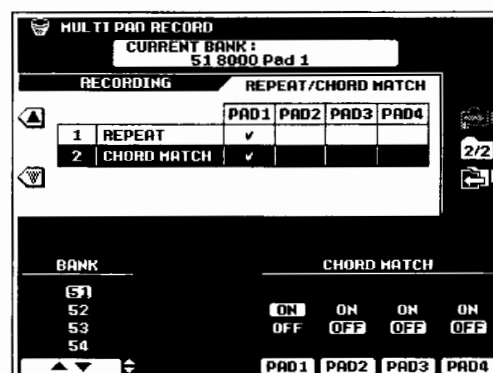 MULTI PAD RECORD
CURRENT BANK :
51 8000 Pad 1
RECORDING REPEAT/CHORD MATCH
PAD1 PAD2 PAD3 PAD4
1 REPEAT ✔
2 CHORD MATCH ✔
2/2
BANK CHORD MATCH
51
52 ON ON ON ON
53 OFF OFF OFF OFF
54
PAD1 PAD2 PAD3 PAD4